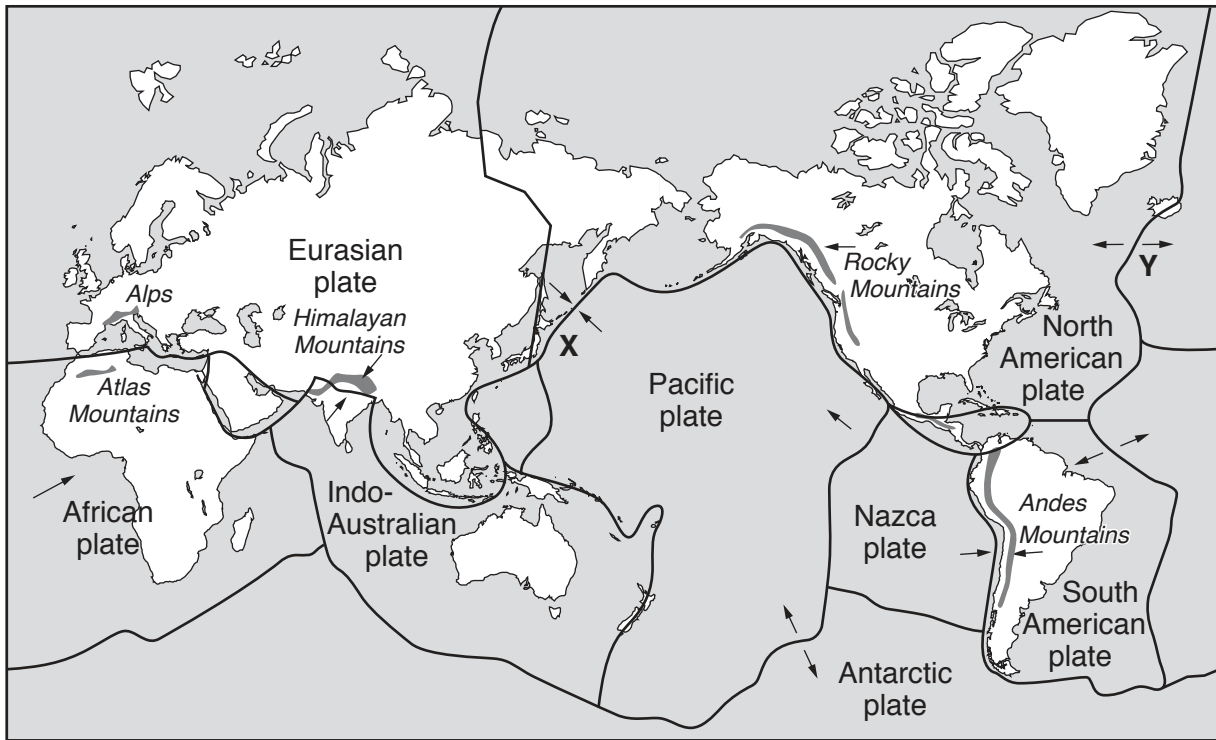 Eurasian
plate
Alps
Himalayan
Mountains
Atlas
Mountains
African
plate
Indo-
Australian
plate
X
Pacific
plate
Rocky
Mountains
Y
North
American
plate
Nazca
plate
Andes
Mountains
South
American
plate
Antarctic
plate